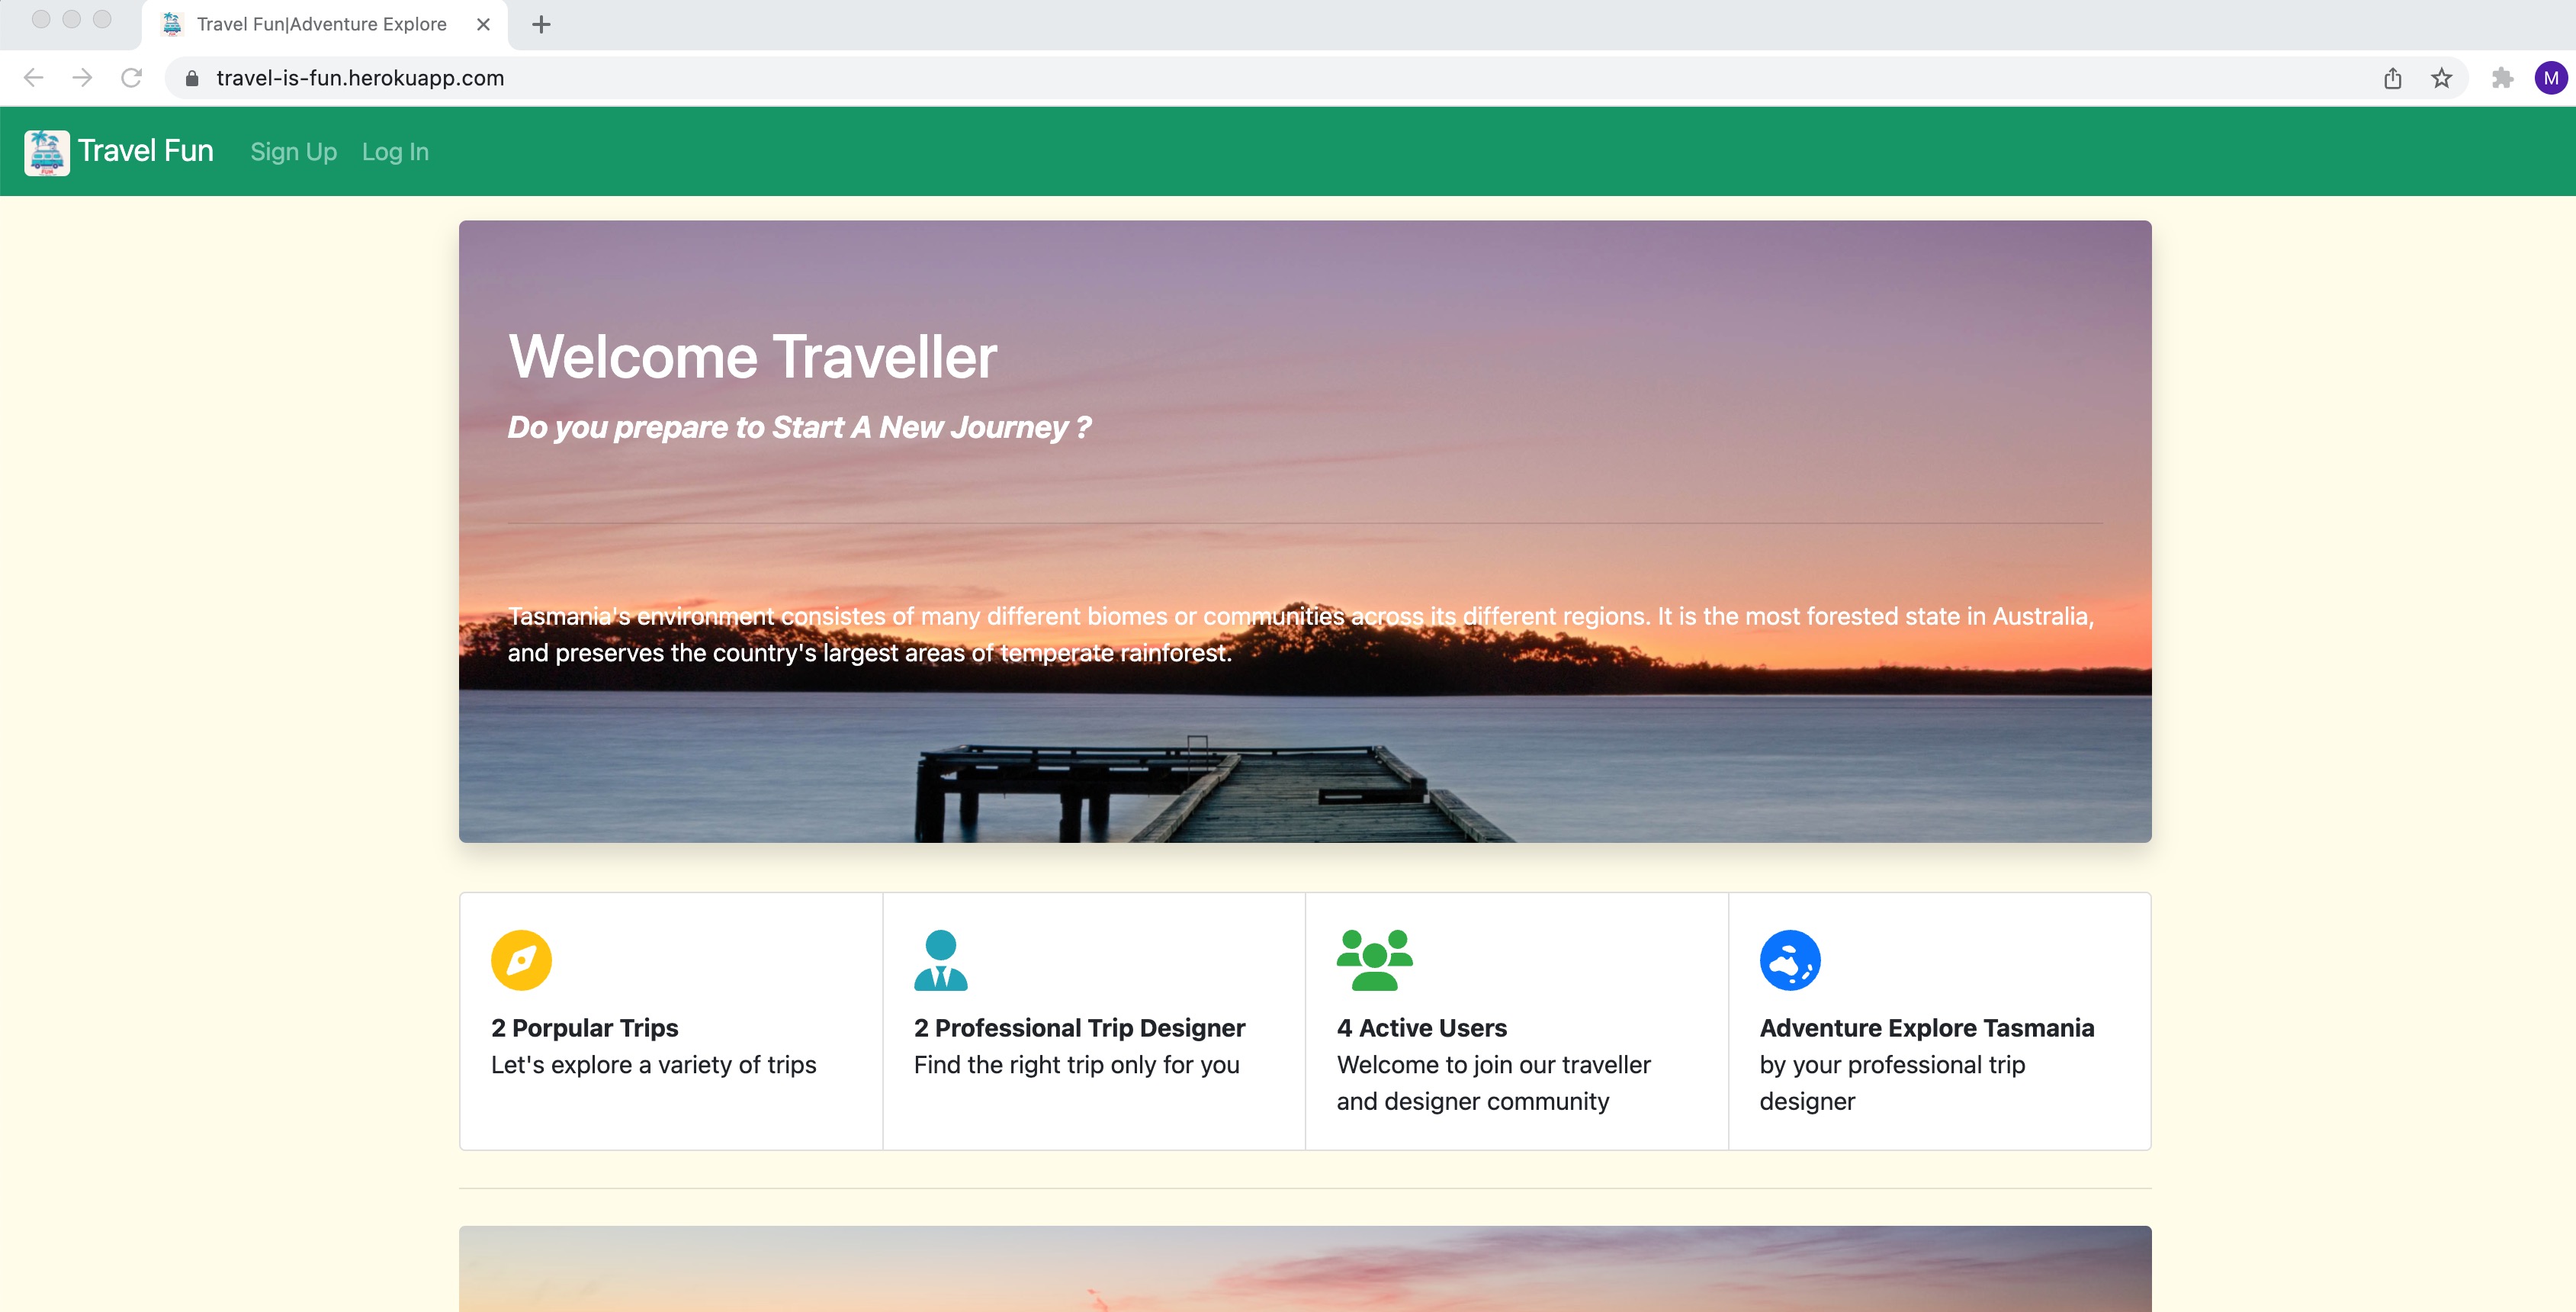 Travel Fun|Adventure Explore
travel-is-fun.herokuapp.com
M
FUN
Travel Fun
Sign Up
Log In
Welcome Traveller
Do you prepare to Start A New Journey ?
Tasmania's environment consistes of many different biomes or communities across its different regions. It is the most forested state in Australia,
and preserves the country's largest areas of temperate rainforest.
2 Porpular Trips
Let's explore a variety of trips
2 Professional Trip Designer
Find the right trip only for you
4 Active Users
Welcome to join our traveller
and designer community
Adventure Explore Tasmania
by your professional trip
designer